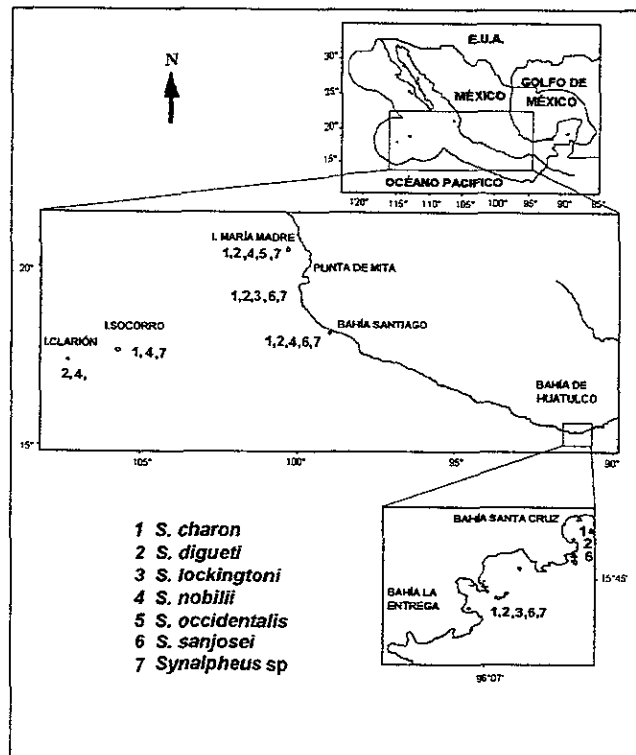 N
35°
30°
25°
20°
15°
E.U.A.
MÉXICO
GOLFO DE
MÉXICO
OCÉANO PACIFICO
120° 115° 110° 105° 100° 95° 90° 85°
20°
15°
I. MARÍA MADRE
1,2,4,5,7
PUNTA DE MITA
1,2,3,6,7
BAHÍA SANTIAGO
1,2,4,6,7
I.SOCORRO
1,4,7
I.CLARIÓN
2,4,
BAHÍA DE
HUATULCO
105° 100° 95° 90°
BAHÍA SANTA CRUZ
1
2
6
15°45'
BAHÍA LA
ENTREGA
1,2,3,6,7
96°07'
1 S. charon
2 S. digueti
3 S. lockingtoni
4 S. nobilii
5 S. occidentalis
6 S. sanjosei
7 Synalpheus sp